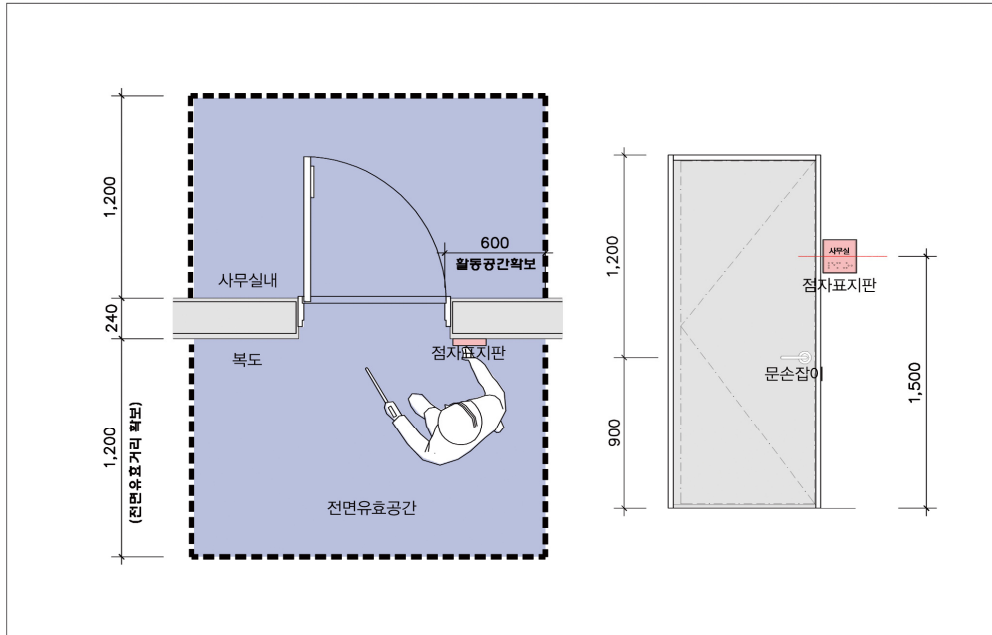 1,200
240
1,200
(전면유효거리 확보)
600
활동공간확보
사무실내
복도
점자표지판
전면유효공간
1,200
900
사무실
점자표지판
문손잡이
1,500